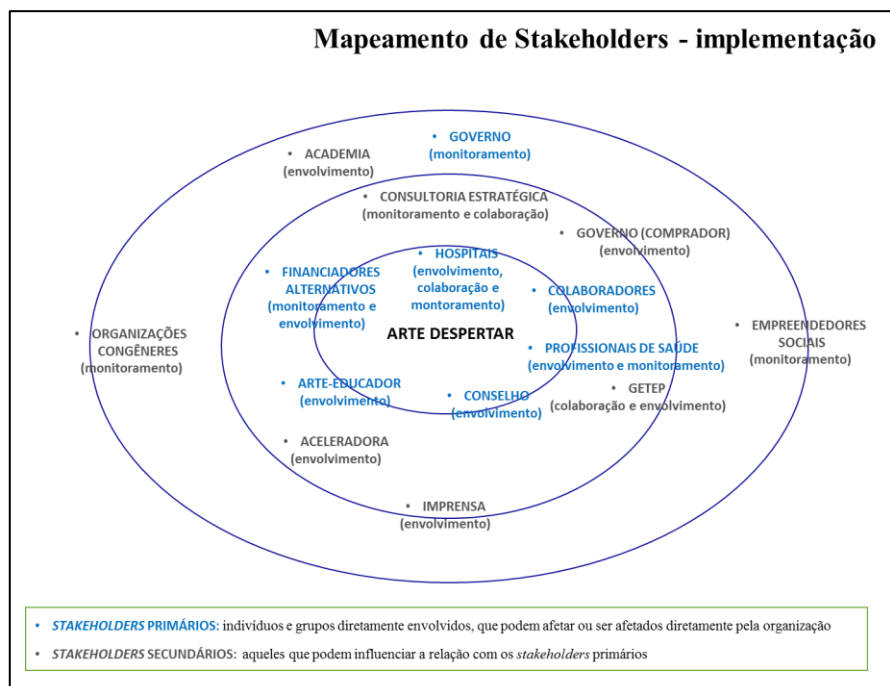 Mapeamento de Stakeholders - implementação
• GOVERNO
(monitoramento)
• ACADEMIA
(envolvimento)
• CONSULTORIA ESTRATÉGICA
(monitoramento e colaboração)
• GOVERNO (COMPRADOR)
(envolvimento)
• HOSPITAIS
(envolvimento,
colaboração e
montoramento)
• FINANCIADORES
ALTERNATIVOS
(monitoramento e
envolvimento)
• COLABORADORES
(envolvimento)
• ORGANIZAÇÕES
CONGÊNERES
(monitoramento)
ARTE DESPERTAR
• EMPREENDEDORES
SOCIAIS
(monitoramento)
• PROFISSIONAIS DE SAÚDE
(envolvimento e monitoramento)
• ARTE-EDUCADOR
(envolvimento)
• CONSELHO
(envolvimento)
• GETEP
(colaboração e envolvimento)
• ACELERADORA
(envolvimento)
• IMPRENSA
(envolvimento)
• STAKEHOLDERS PRIMÁRIOS: indivíduos e grupos diretamente envolvidos, que podem afetar ou ser afetados diretamente pela organização
• STAKEHOLDERS SECUNDÁRIOS: aqueles que podem influenciar a relação com os stakeholders primários